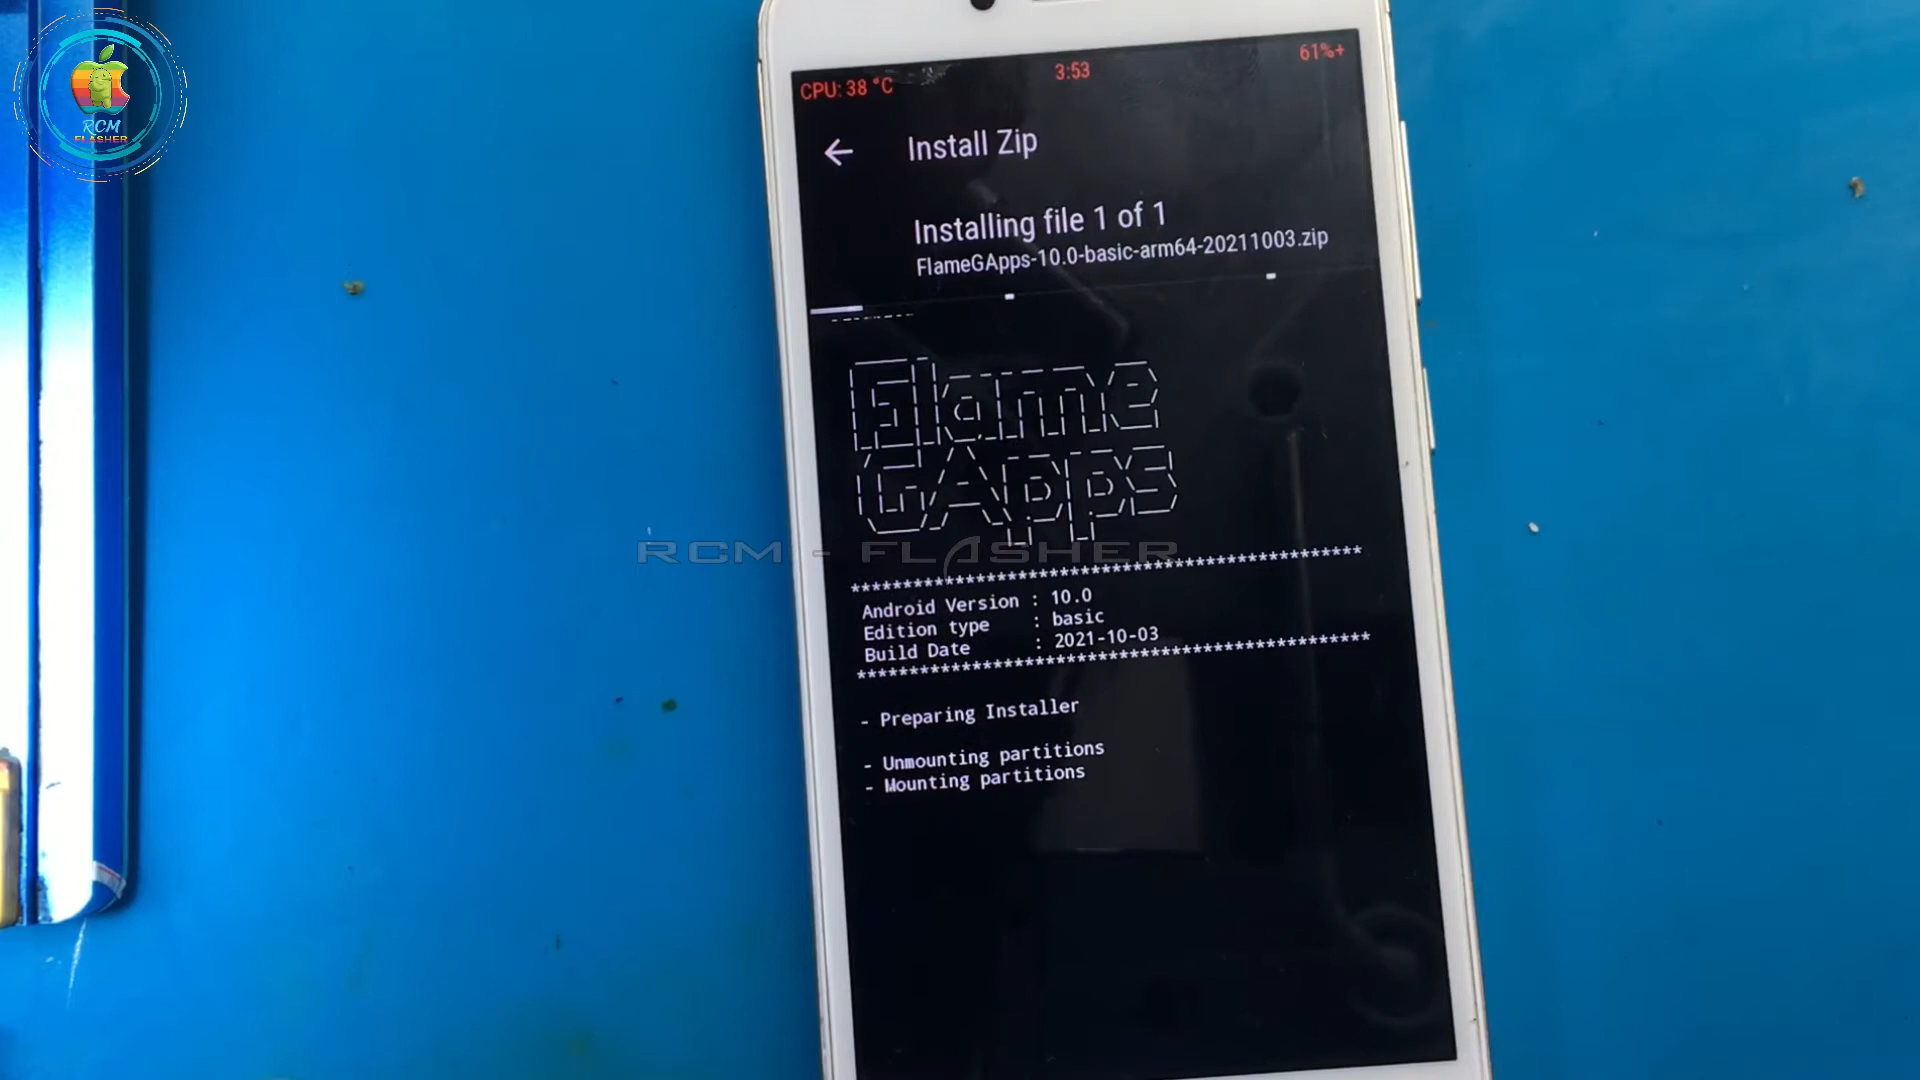 RCM
FLASHER
CPU: 38 °C
3:53
61%+
Install Zip
Installing file 1 of 1
FlameGApps-10.0-basic-arm64-20211003.zip
Flame
GApps
RCM - FLASHER
*************************************************
Android Version : 10.0
Edition type : basic
Build Date : 2021-10-03
*************************************************
- Preparing Installer
- Unmounting partitions
- Mounting partitions